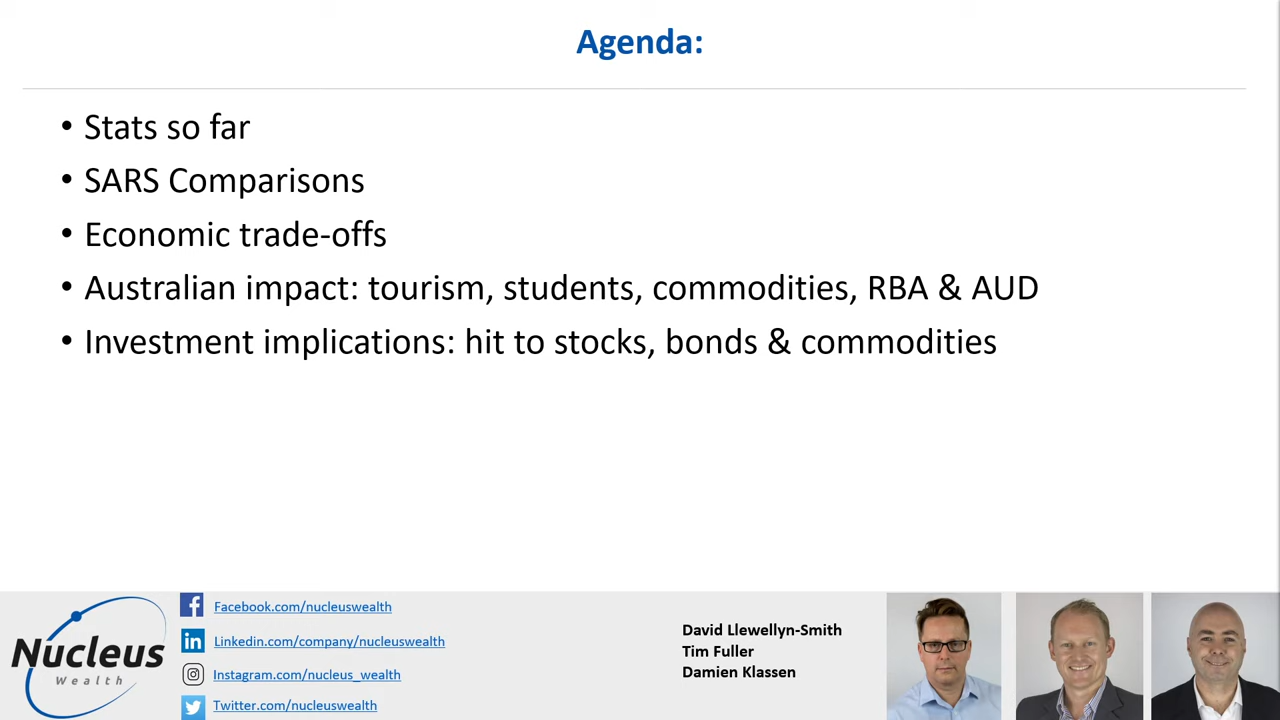 Agenda:
• Stats so far
• SARS Comparisons
• Economic trade-offs
• Australian impact: tourism, students, commodities, RBA & AUD
• Investment implications: hit to stocks, bonds & commodities
Nucleus
Wealth
Facebook.com/nucleuswealth
Linkedin.com/company/nucleuswealth
Instagram.com/nucleus_wealth
Twitter.com/nucleuswealth
David Llewellyn-Smith
Tim Fuller
Damien Klassen